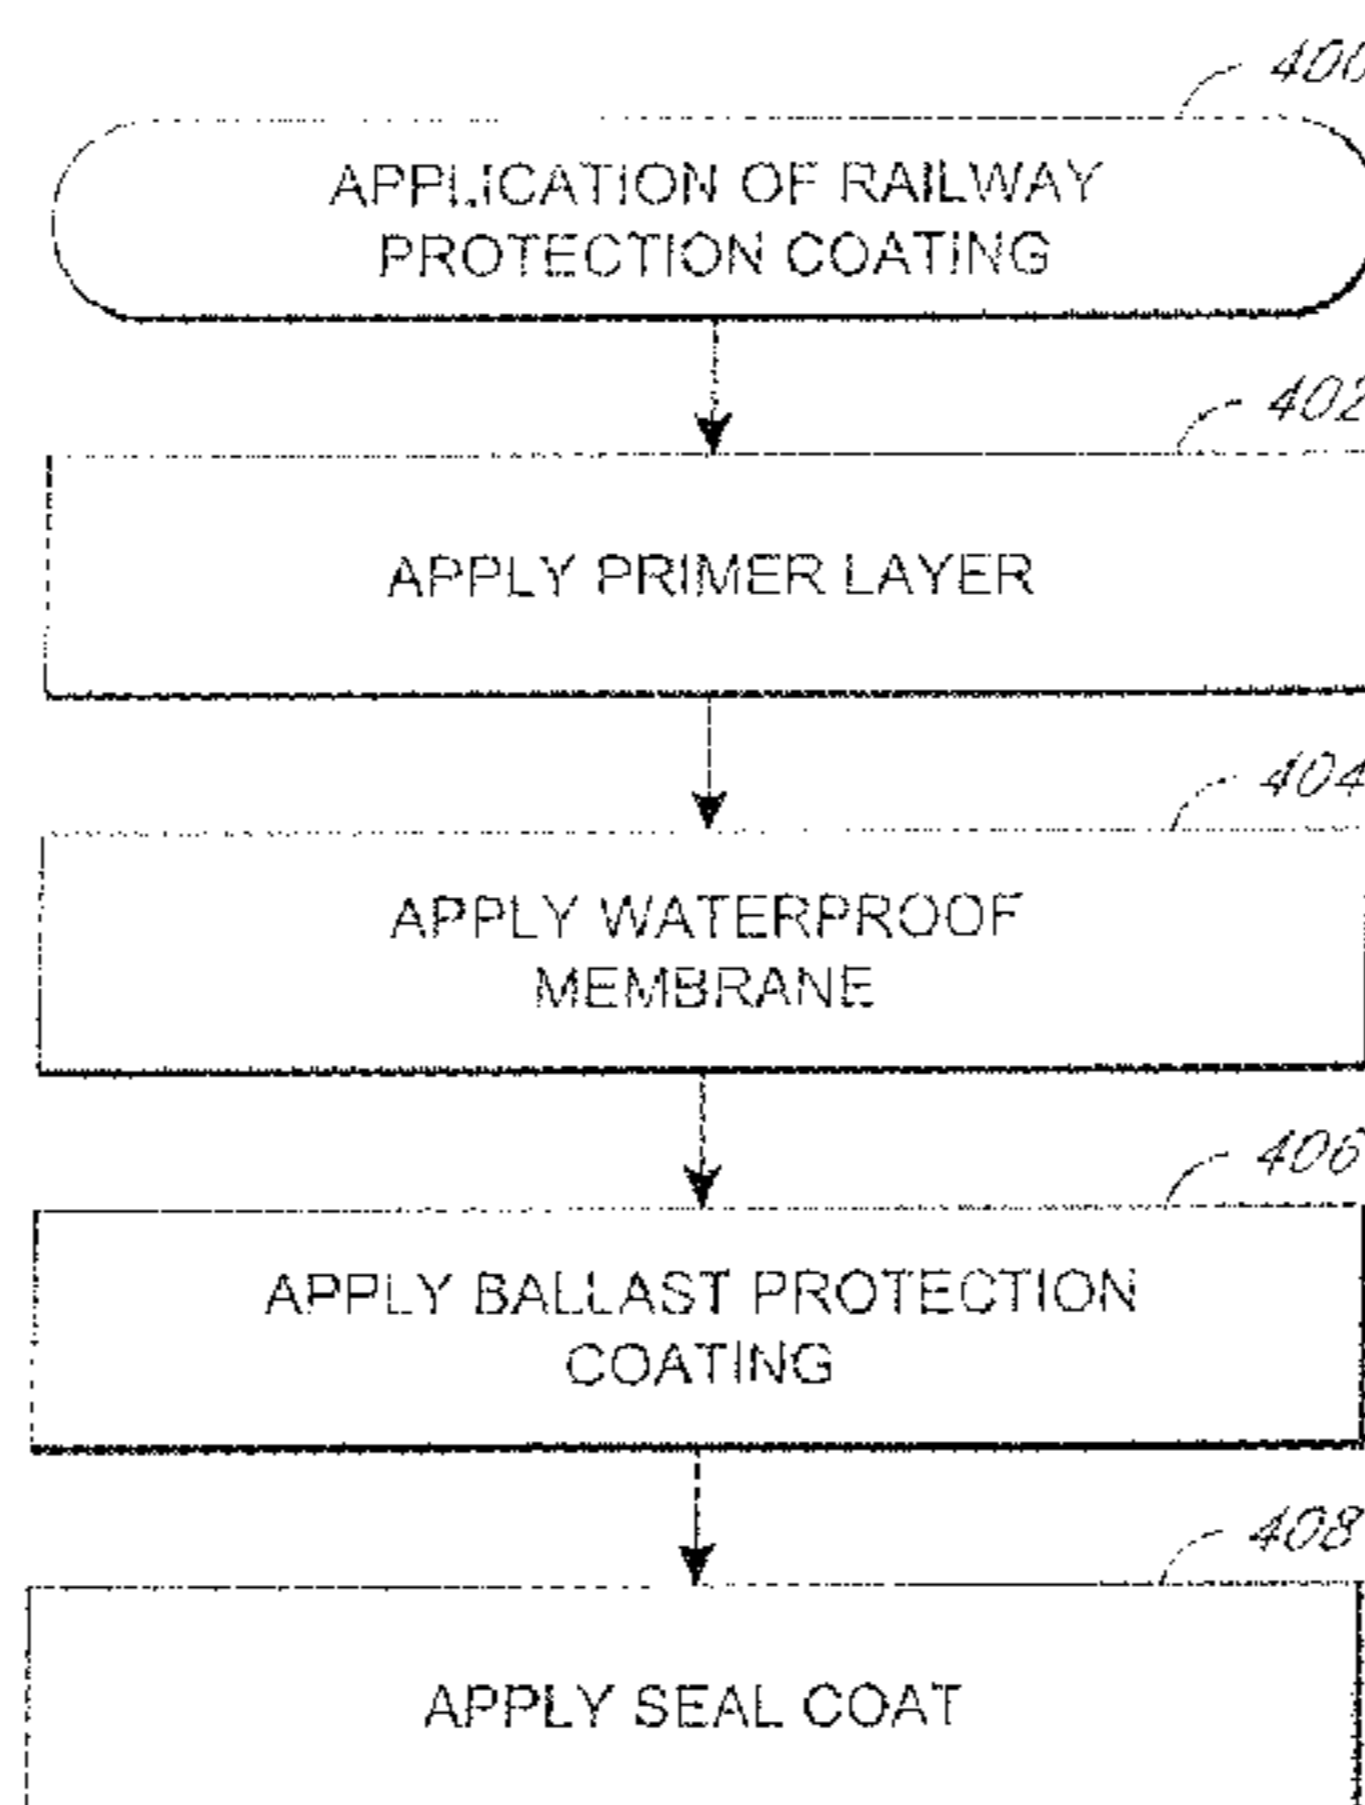 400
APPLICATION OF RAILWAY
PROTECTION COATING
402
APPLY PRIMER LAYER
404
APPLY WATERPROOF
MEMBRANE
406
APPLY BALLAST PROTECTION
COATING
408
APPLY SEAL COAT